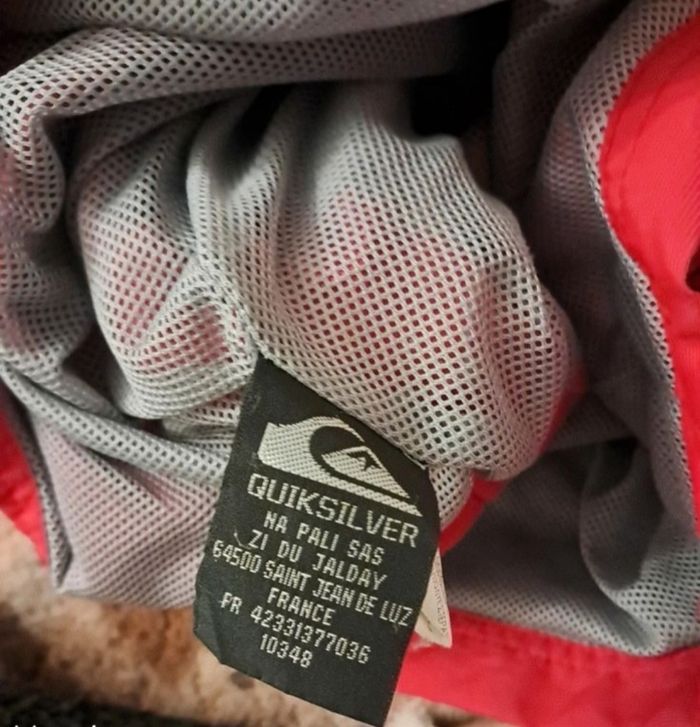 QUIKSILVER
NA PALI SAS
ZI DU JALDAY
64500 SAINT JEAN DE LUZ
FRANCE
PR 42331377036
10348